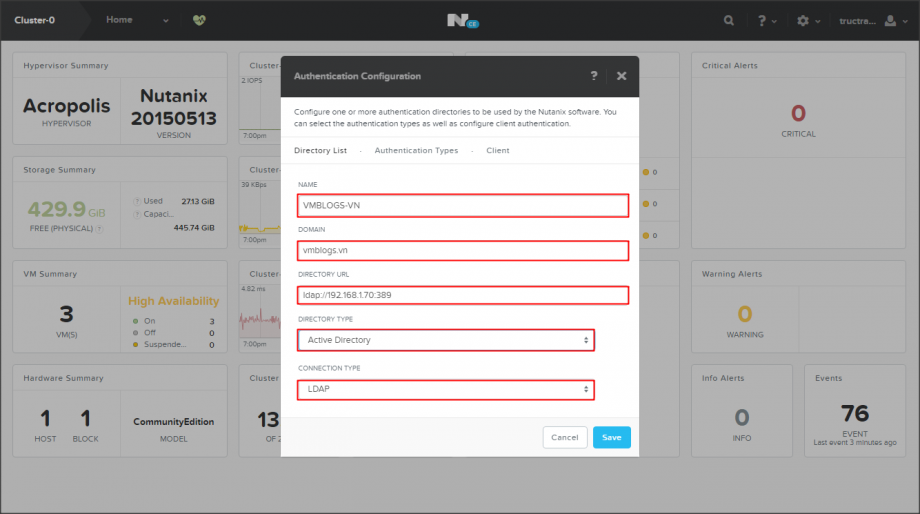 Cluster-0
Home
N
CE
?
tructra...
Hypervisor Summary
Acropolis
HYPERVISOR
Nutanix
20150513
VERSION
Storage Summary
429.9 GiB
FREE (PHYSICAL) ?
? Used 27.13 GiB
? Capaci...
445.74 GiB
VM Summary
3
VM(S)
High Availability
On 3
Off 0
Suspende... 0
Hardware Summary
1
HOST
1
BLOCK
CommunityEdition
MODEL
Cluster-
2 IOPS
7:00pm
Cluster-
39 KBps
7:00pm
Cluster-
4.82 ms
7:00pm
Cluster
13
OF 2
Authentication Configuration
?
Configure one or more authentication directories to be used by the Nutanix software. You
can select the authentication types as well as configure client authentication.
Directory List · Authentication Types · Client
NAME
VMBLOGS-VN
DOMAIN
vmblogs.vn
DIRECTORY URL
ldap://192.168.1.70:389
DIRECTORY TYPE
Active Directory
CONNECTION TYPE
LDAP
Cancel
Save
0
0
0
Critical Alerts
0
CRITICAL
Warning Alerts
0
WARNING
Info Alerts
0
INFO
Events
76
EVENT
Last event 3 minutes ago